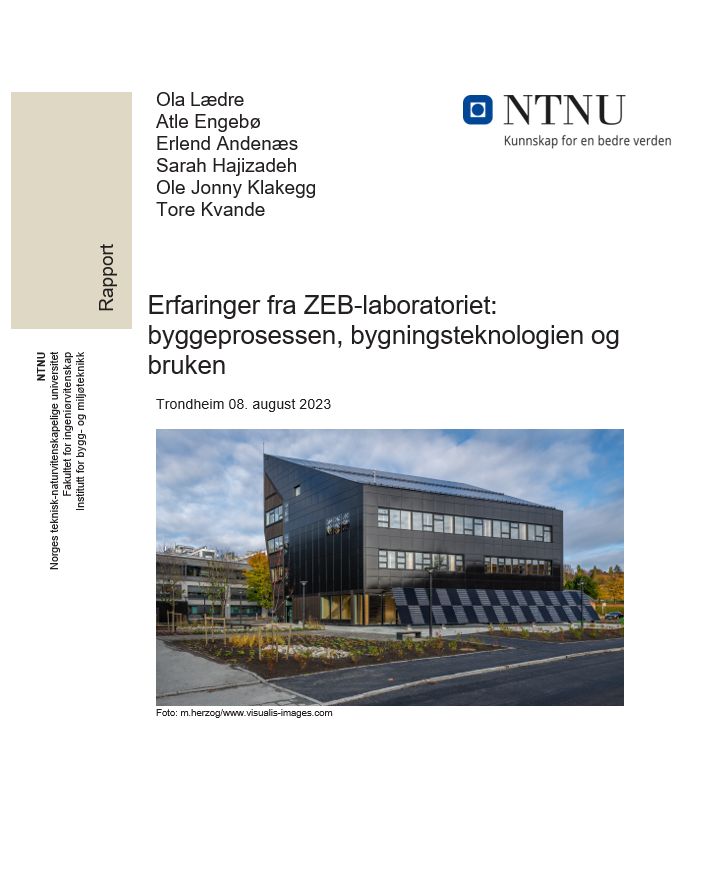 Ola Lædre
Atle Engebø
Erlend Andenæs
Sarah Hajizadeh
Ole Jonny Klakegg
Tore Kvande
NTNU
Kunnskap for en bedre verden
Rapport
NTNU
Norges teknisk-naturvitenskapelige universitet
Fakultet for ingeniørvitenskap
Institutt for bygg- og miljøteknikk
Erfaringer fra ZEB-laboratoriet:
byggeprosessen, bygningsteknologien og
bruken
Trondheim 08. august 2023
Foto: m.herzog/www.visualis-images.com